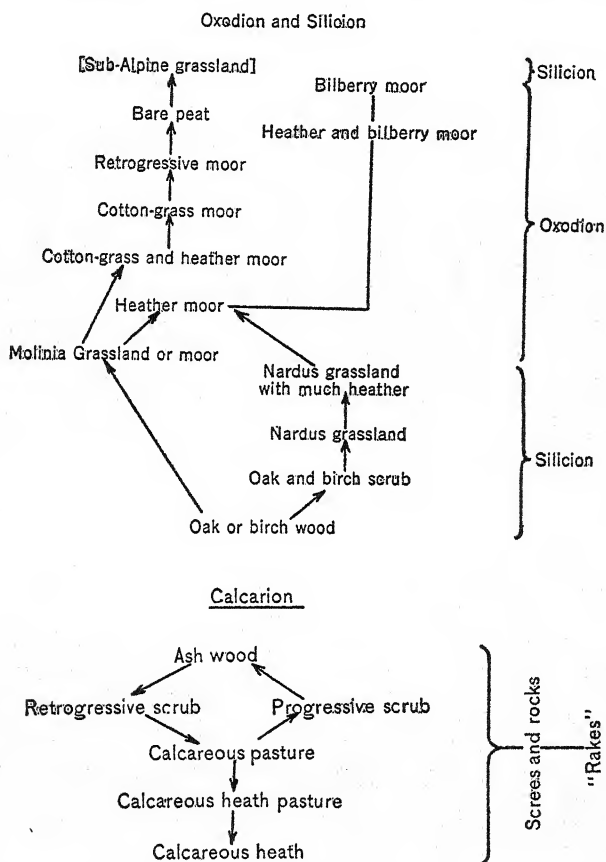 Oxodion and Silicion
[Sub-Alpine grassland]
Silicion
Bilberry moor
Bare peat
Heather and bilberry moor
Retrogressive moor
Cotton-grass moor
Oxodion
Cotton-grass and heather moor
Heather moor
Molinia Grassland or moor
Nardus grassland
with much heather
Nardus grassland
Silicion
Oak and birch scrub
Oak or birch wood
Calcarion
Ash wood
Retrogressive scrub
Progressive scrub
Calcareous pasture
Calcareous heath pasture
Calcareous heath
Screes and rocks
"Rakes"